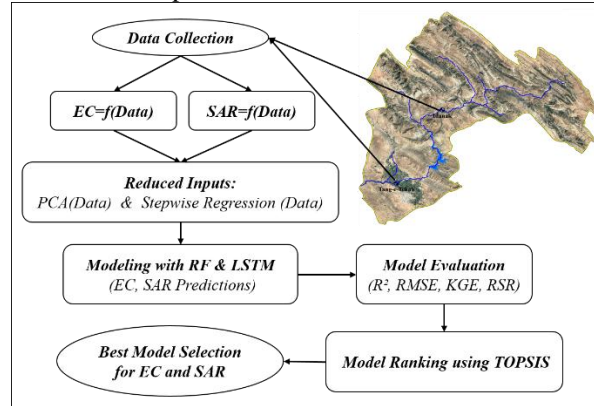 Data Collection
EC=f(Data)
SAR=f(Data)
Reduced Inputs:
PCA(Data) & Stepwise Regression (Data)
Modeling with RF & LSTM
(EC, SAR Predictions)
Model Evaluation
(R², RMSE, KGE, RSR)
Best Model Selection
for EC and SAR
Model Ranking using TOPSIS